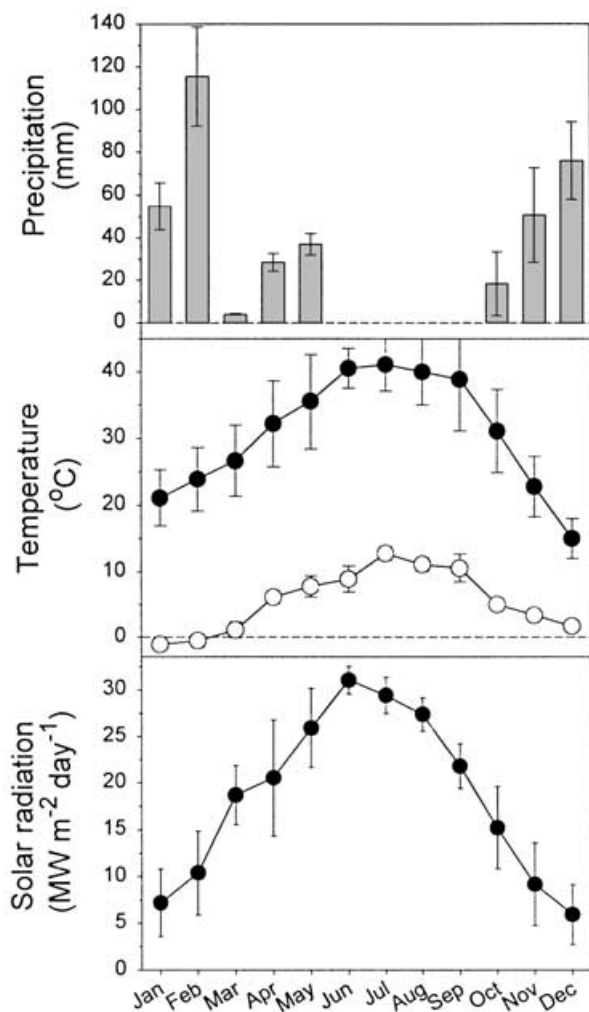 140
120
100
80
60
40
20
0
Precipitation
(mm)
40
30
20
10
0
Temperature
(°C)
30
25
20
15
10
5
0
Solar radiation
(MW m-2 day-1)
Jan Feb Mar Apr May Jun Jul Aug Sep Oct Nov Dec